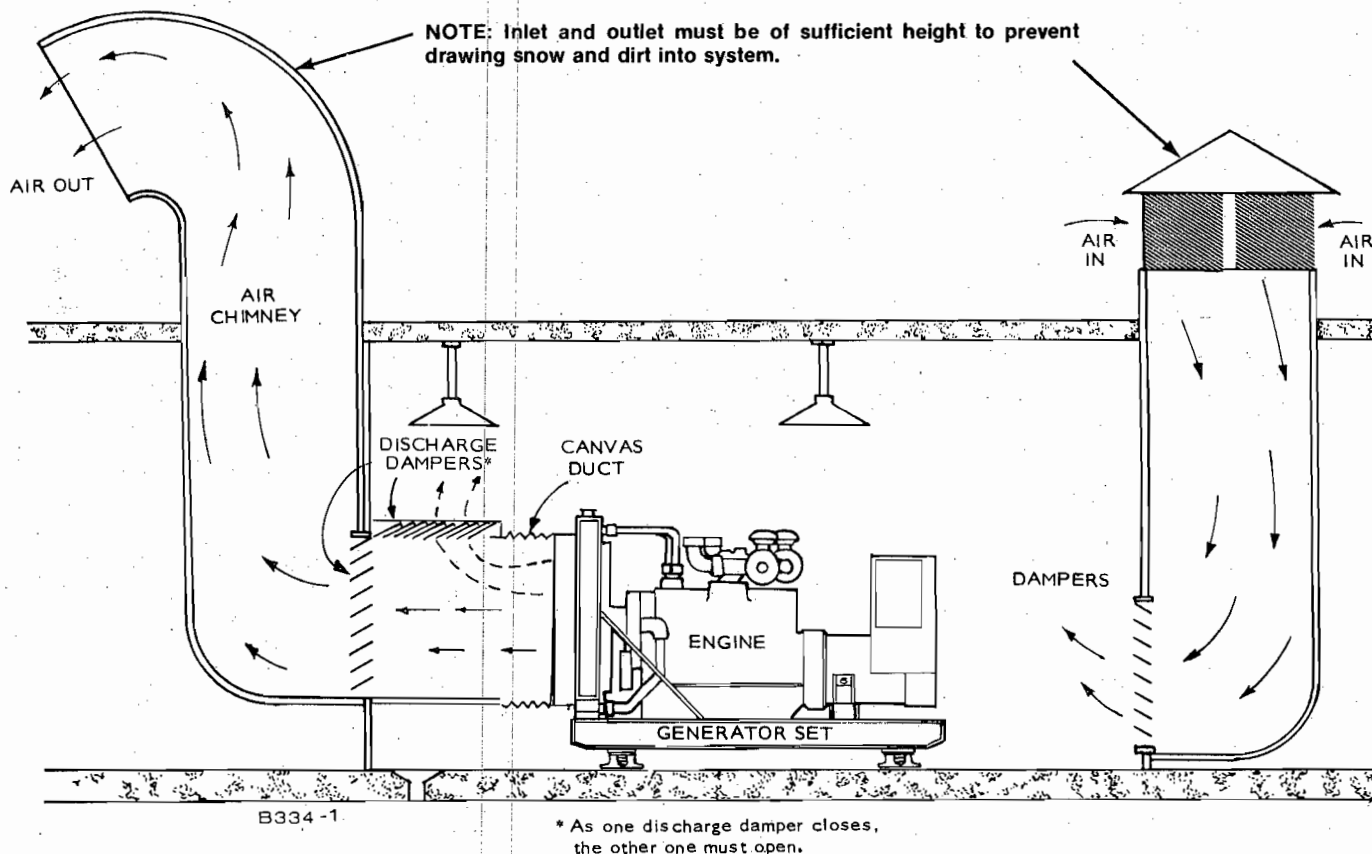 NOTE: Inlet and outlet must be of sufficient height to prevent
drawing snow and dirt into system.
AIR OUT
AIR
IN
AIR
IN
AIR
CHIMNEY
DISCHARGE
DAMPERS*
CANVAS
DUCT
DAMPERS
ENGINE
GENERATOR SET
B334-1
* As one discharge damper closes,
the other one must open.